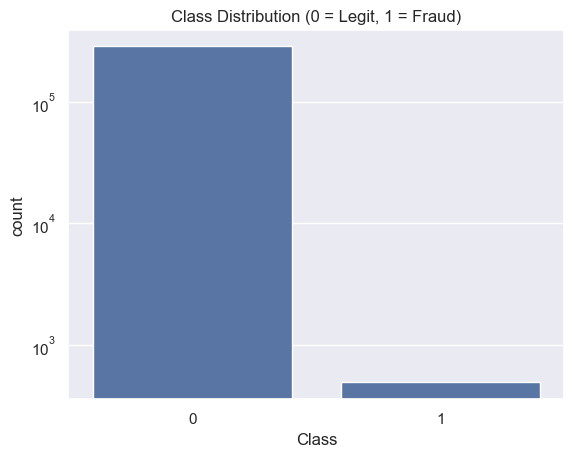 Class Distribution (0 = Legit, 1 = Fraud)
10^5
10^4
10^3
count
0 1
Class